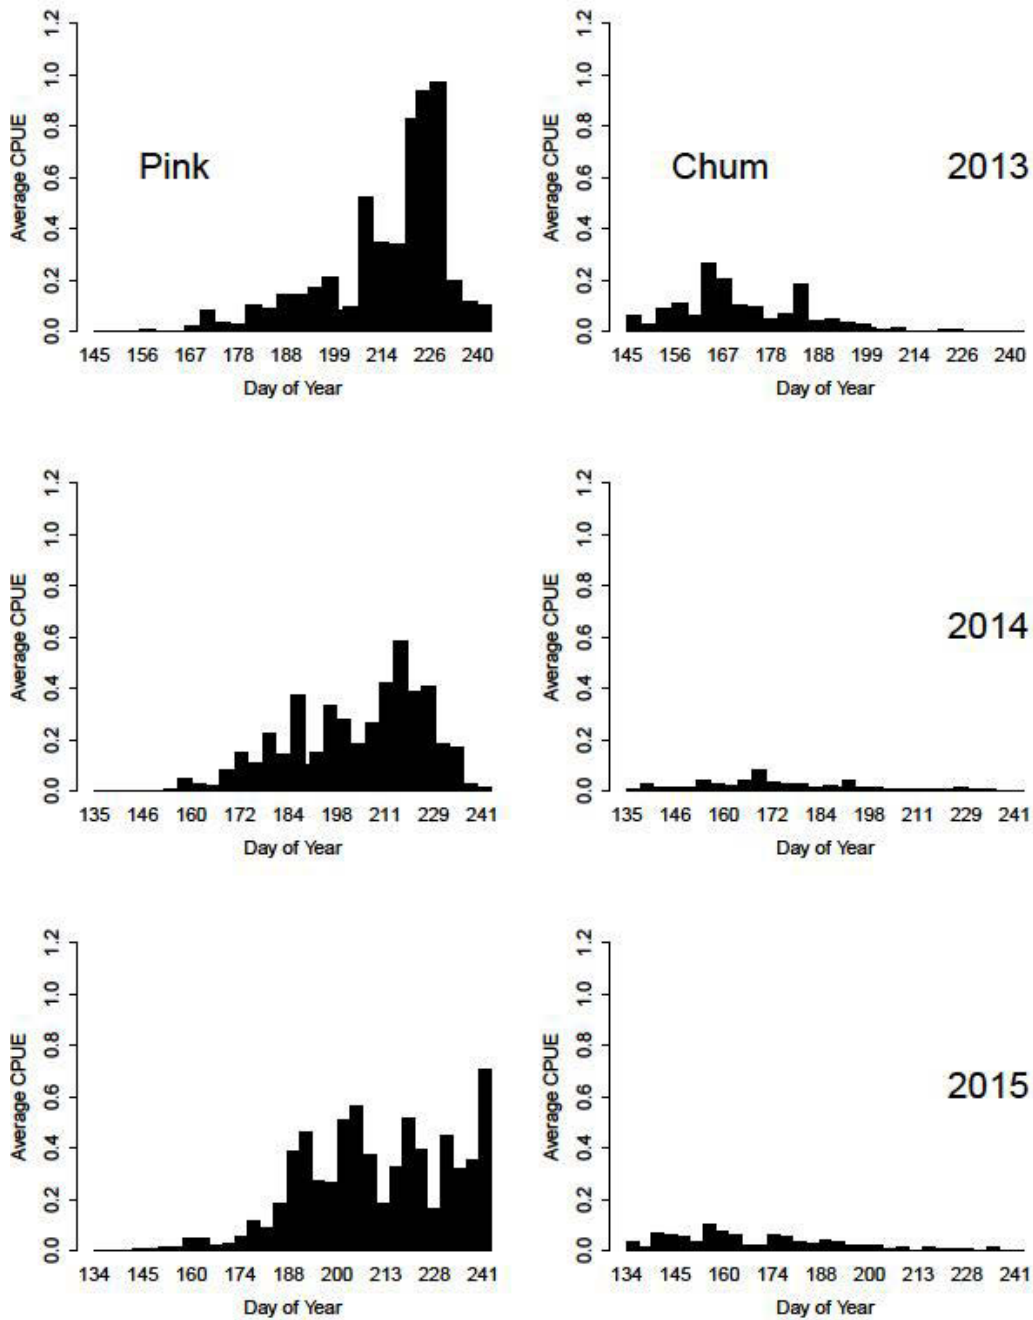 Average CPUE
0.0 0.2 0.4 0.6 0.8 1.0 1.2
Pink
145 156 167 178 188 199 214 226 240
Day of Year
Average CPUE
0.0 0.2 0.4 0.6 0.8 1.0 1.2
Chum
2013
145 156 167 178 188 199 214 226 240
Day of Year
Average CPUE
0.0 0.2 0.4 0.6 0.8 1.0 1.2
135 146 160 172 184 198 211 229 241
Day of Year
Average CPUE
0.0 0.2 0.4 0.6 0.8 1.0 1.2
2014
135 146 160 172 184 198 211 229 241
Day of Year
Average CPUE
0.0 0.2 0.4 0.6 0.8 1.0 1.2
134 145 160 174 188 200 213 228 241
Day of Year
Average CPUE
0.0 0.2 0.4 0.6 0.8 1.0 1.2
2015
134 145 160 174 188 200 213 228 241
Day of Year